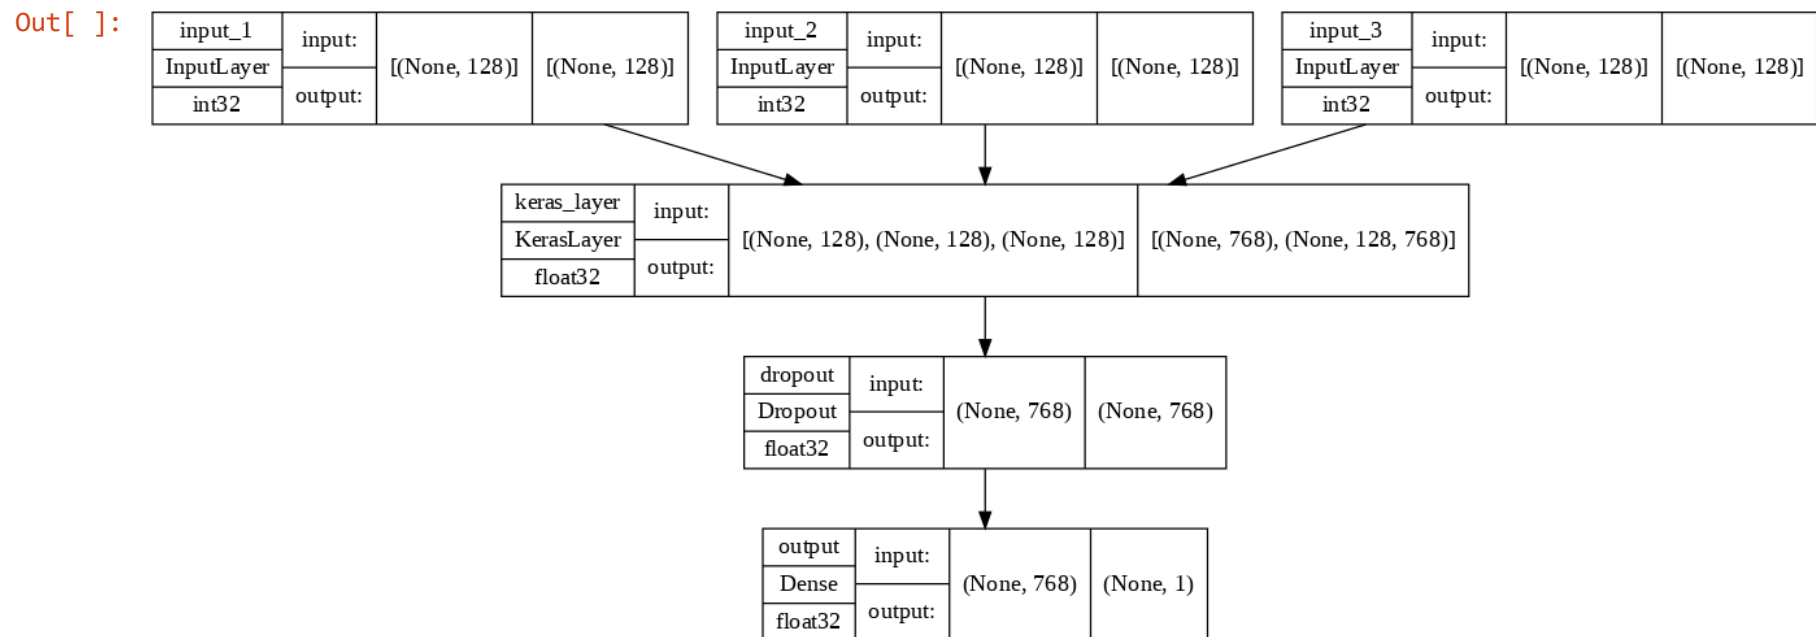 Out[ ]:
input_1
InputLayer
int32
input:
output:
[(None, 128)]
[(None, 128)]
input_2
InputLayer
int32
input:
output:
[(None, 128)]
[(None, 128)]
input_3
InputLayer
int32
input:
output:
[(None, 128)]
[(None, 128)]
keras_layer
KerasLayer
float32
input:
output:
[(None, 128), (None, 128), (None, 128)]
[(None, 768), (None, 128, 768)]
dropout
Dropout
float32
input:
output:
(None, 768)
(None, 768)
output
Dense
float32
input:
output:
(None, 768)
(None, 1)